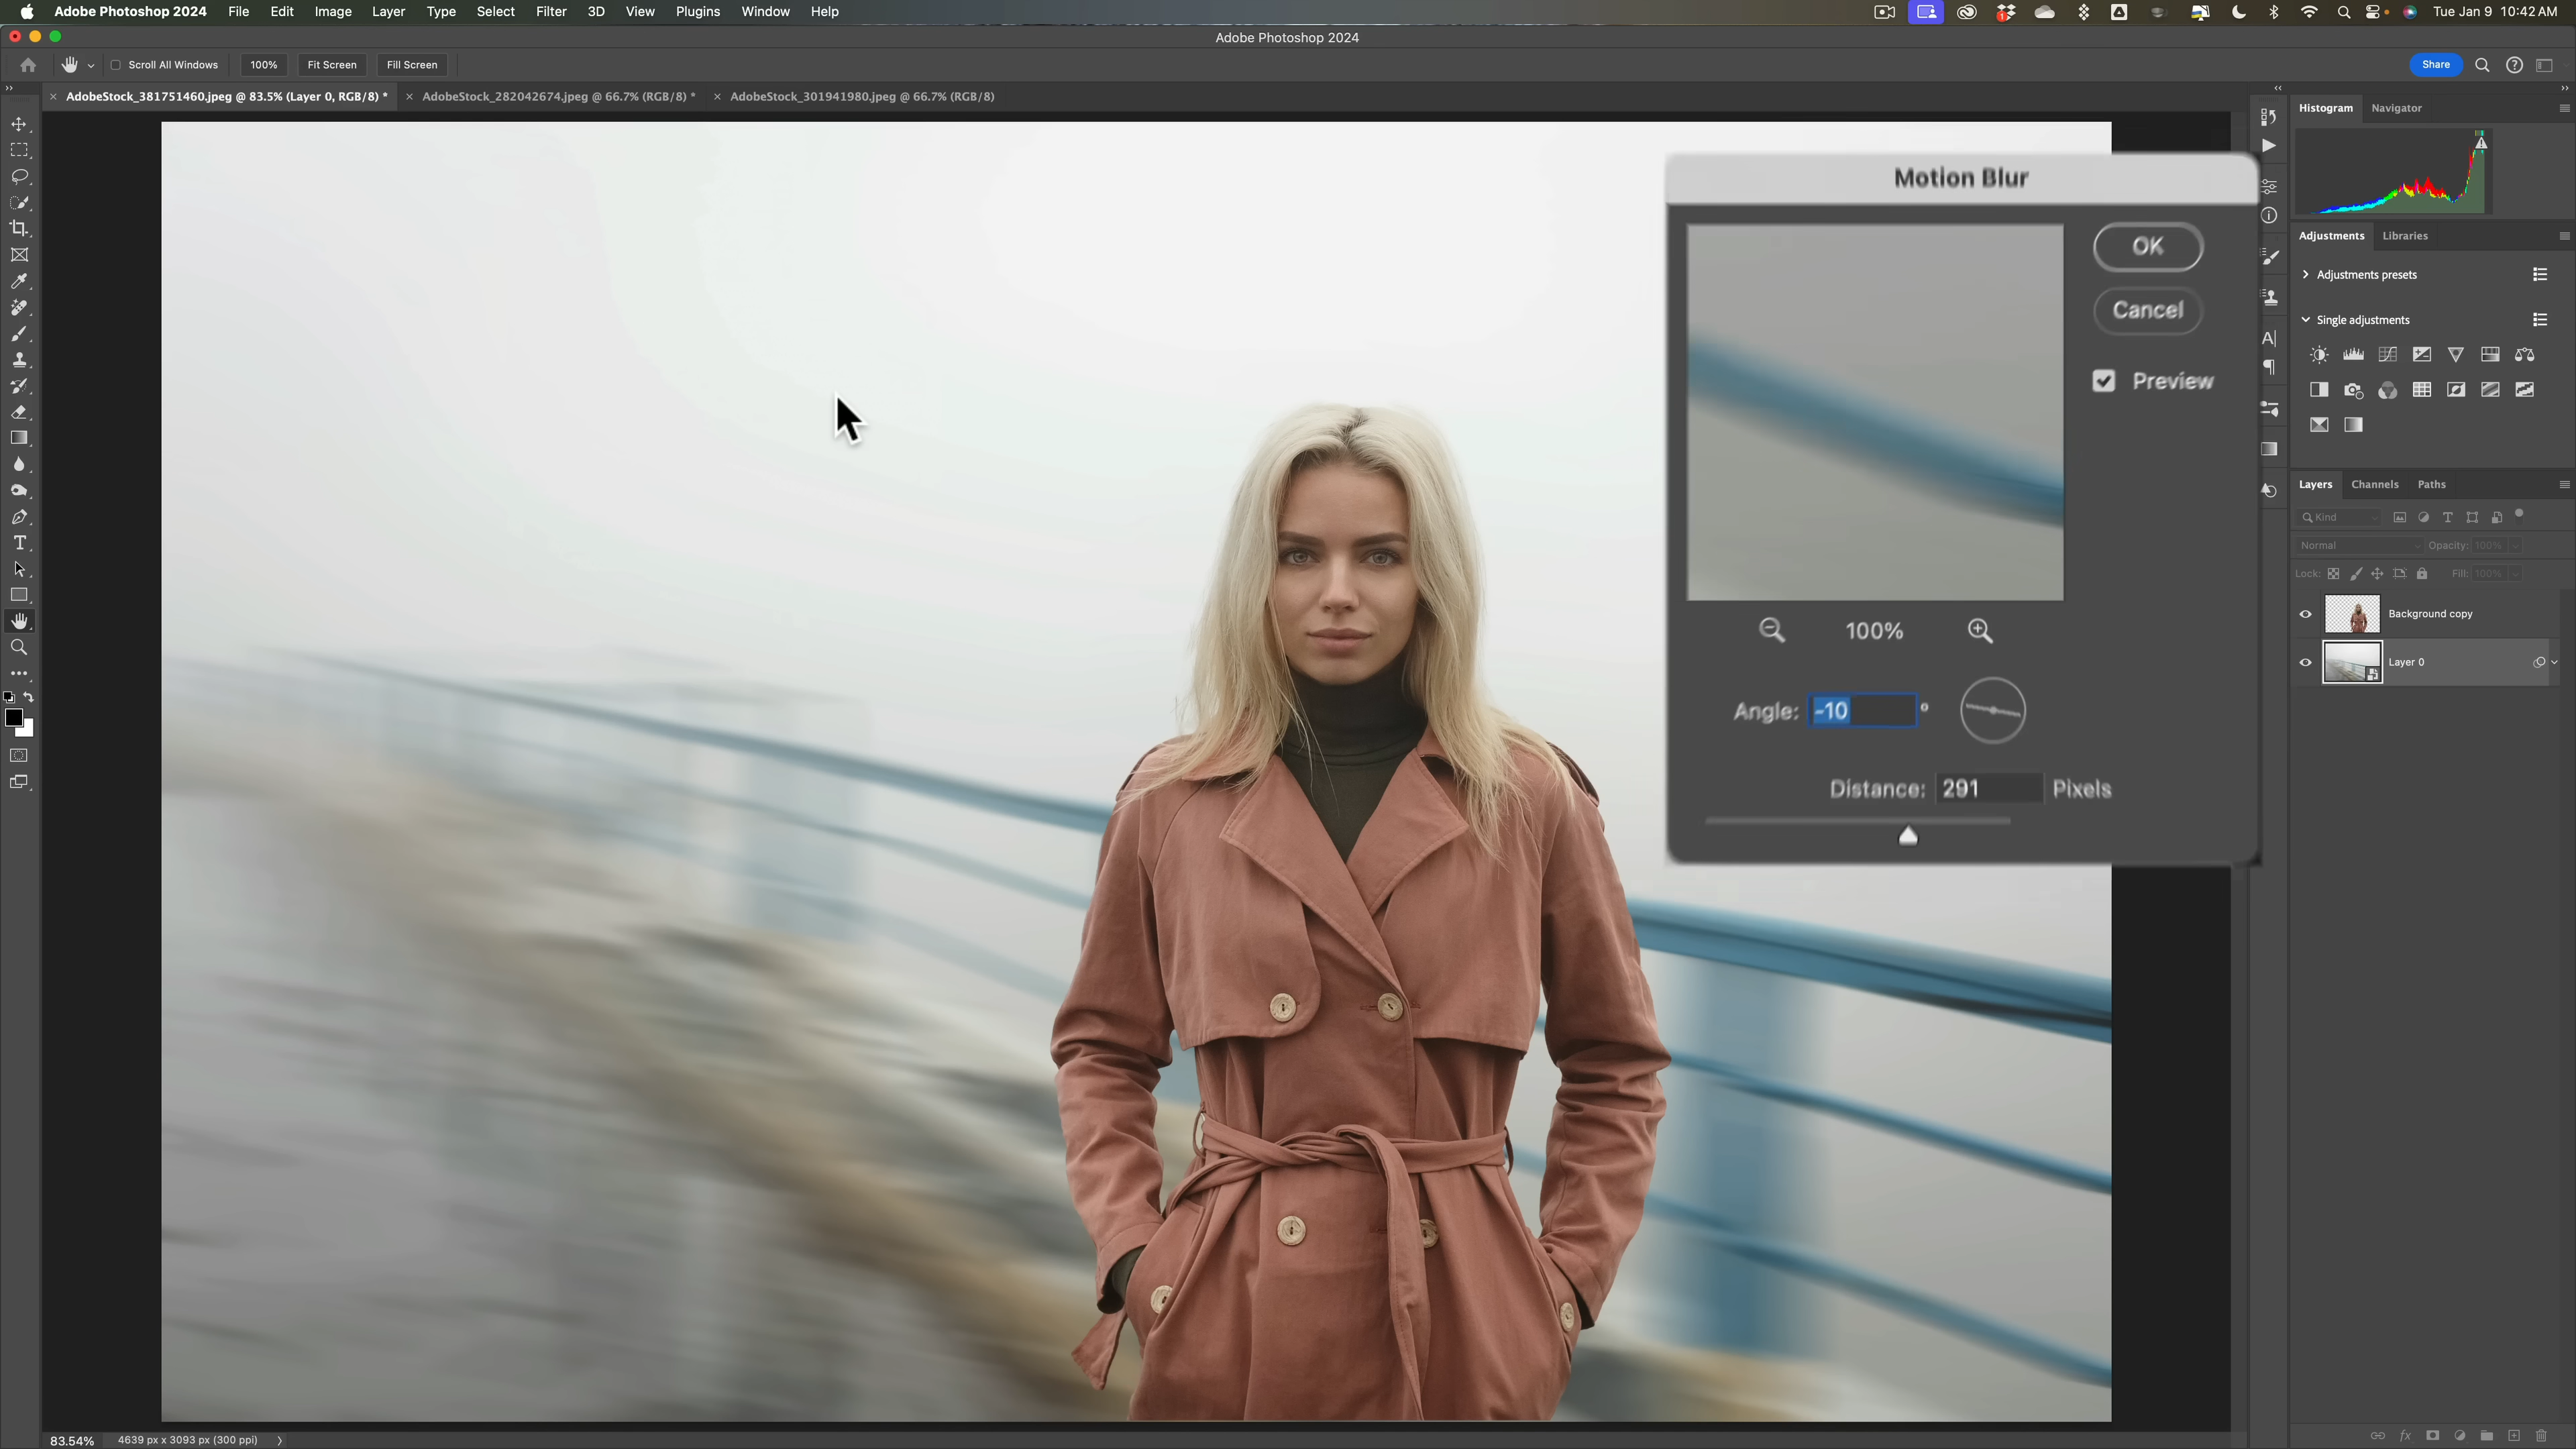 Adobe Photoshop 2024 File Edit Image Layer Type Select Filter 3D View Plugins Window Help
Tue Jan 9 10:42 AM
Adobe Photoshop 2024
Scroll All Windows 100% Fit Screen Fill Screen
Share
AdobeStock_381751460.jpeg @ 83.5% (Layer 0, RGB/8) *
AdobeStock_282042674.jpeg @ 66.7% (RGB/8) *
AdobeStock_301941980.jpeg @ 66.7% (RGB/8)
Histogram Navigator
Motion Blur
OK
Cancel
Preview
100%
Angle: -10 °
Distance: 291 Pixels
Adjustments Libraries
Adjustments presets
Single adjustments
Layers Channels Paths
Kind
Normal Opacity: 100%
Lock: Fill: 100%
Background copy
Layer 0
83.54% 4639 px x 3093 px (300 ppi)